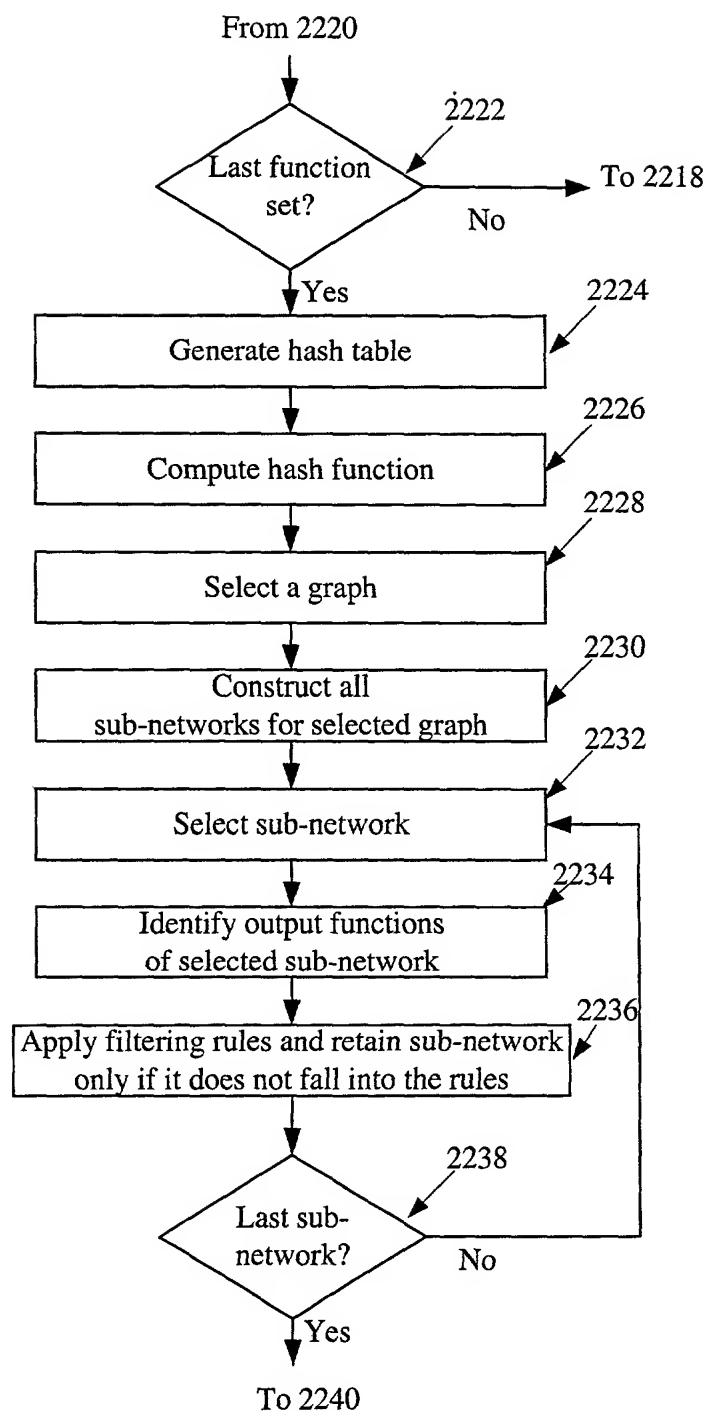 From 2220
2222
Last function
set?
To 2218
No
Yes
2224
Generate hash table
2226
Compute hash function
2228
Select a graph
2230
Construct all
sub-networks for selected graph
2232
Select sub-network
2234
Identify output functions
of selected sub-network
2236
Apply filtering rules and retain sub-network
only if it does not fall into the rules
2238
Last sub-
network?
No
Yes
To 2240